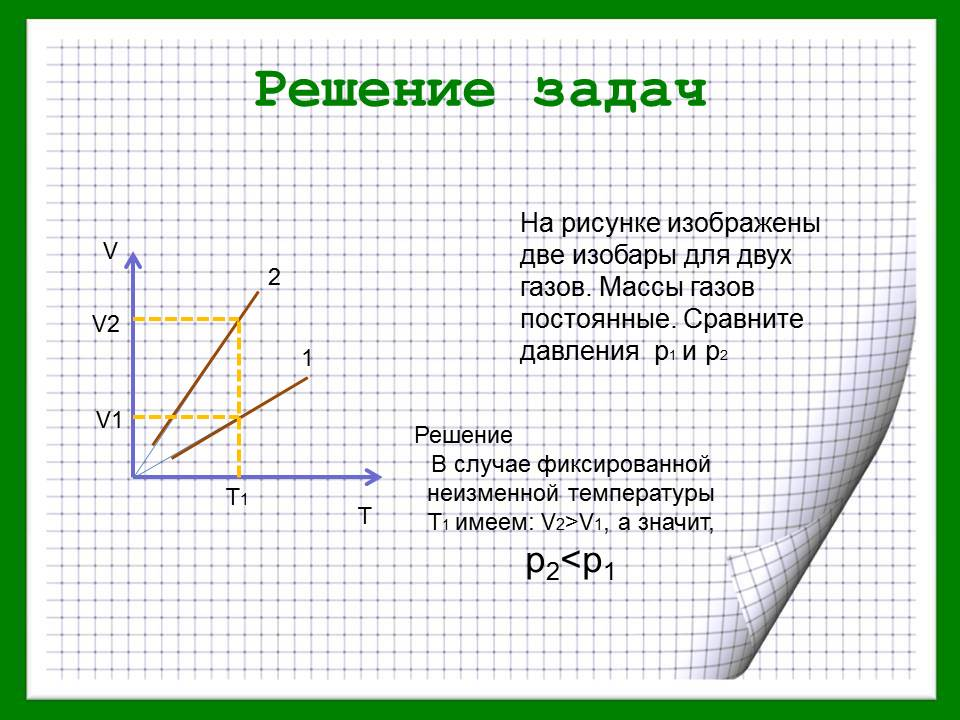 Решение задач
На рисунке изображены
две изобары для двух
газов. Массы газов
постоянные. Сравните
давления p1 и p2
V
2
V2
1
V1
T1
T
Решение
В случае фиксированной
неизменной температуры
T1 имеем: V2>V1, а значит,
p2<p1